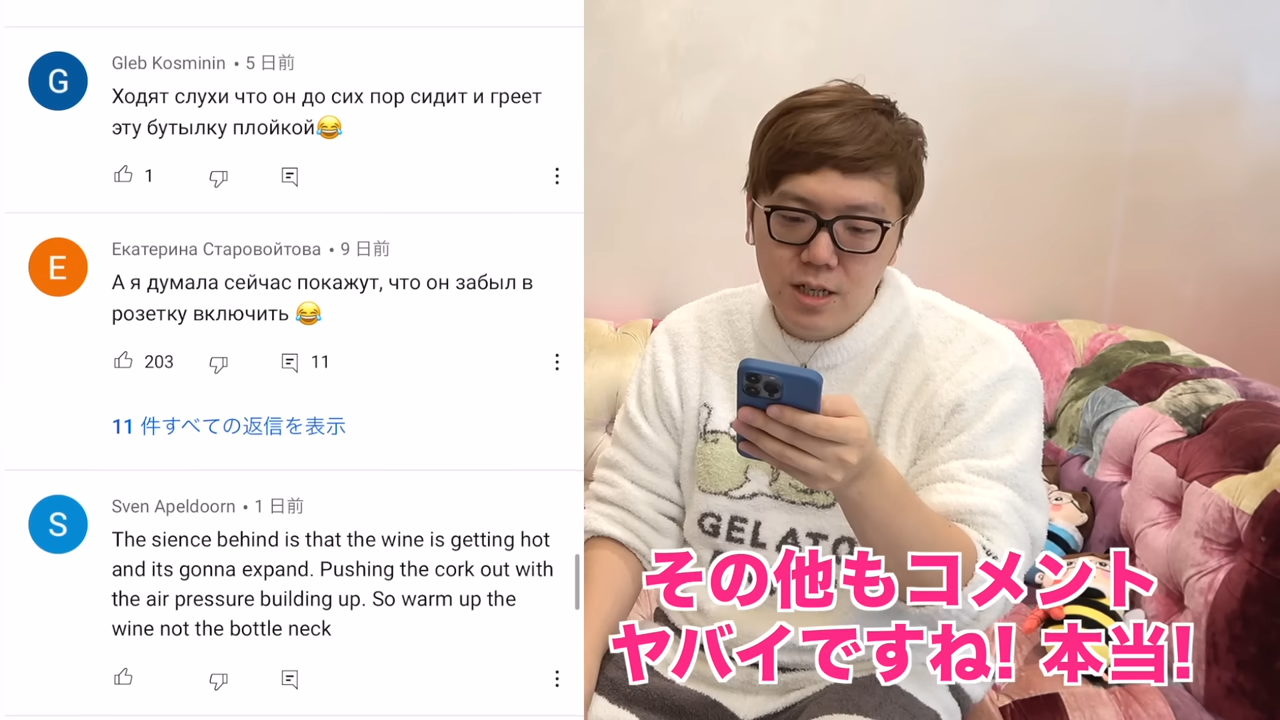 G
Gleb Kosminin • 5 日前
Ходят слухи что он до сих пор сидит и греет
эту бутылку плойкой😂
1
E
Екатерина Старовойтова • 9 日前
А я думала сейчас покажут, что он забыл в
розетку включить 😂
203 11
11 件すべての返信を表示
S
Sven Apeldoorn • 1 日前
The sience behind is that the wine is getting hot
and its gonna expand. Pushing the cork out with
the air pressure building up. So warm up the
wine not the bottle neck
GELATO
その他もコメント
ヤバイですね! 本当!